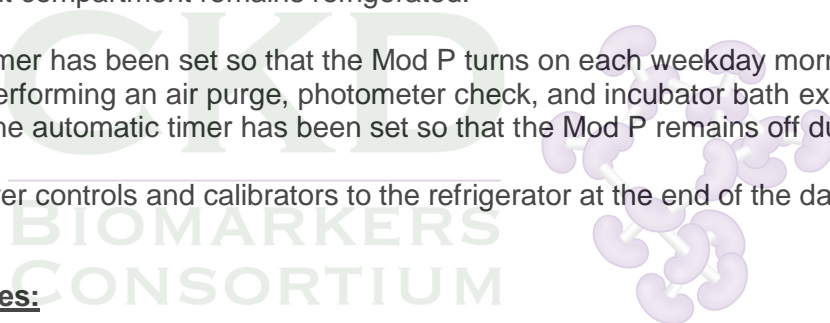 compartment remains refrigerated.
mer has been set so that the Mod P turns on each weekday morn
erforming an air purge, photometer check, and incubator bath ex
ne automatic timer has been set so that the Mod P remains off du
er controls and calibrators to the refrigerator at the end of the da
CKD
BIOMARKERS
CONSORTIUM
es: